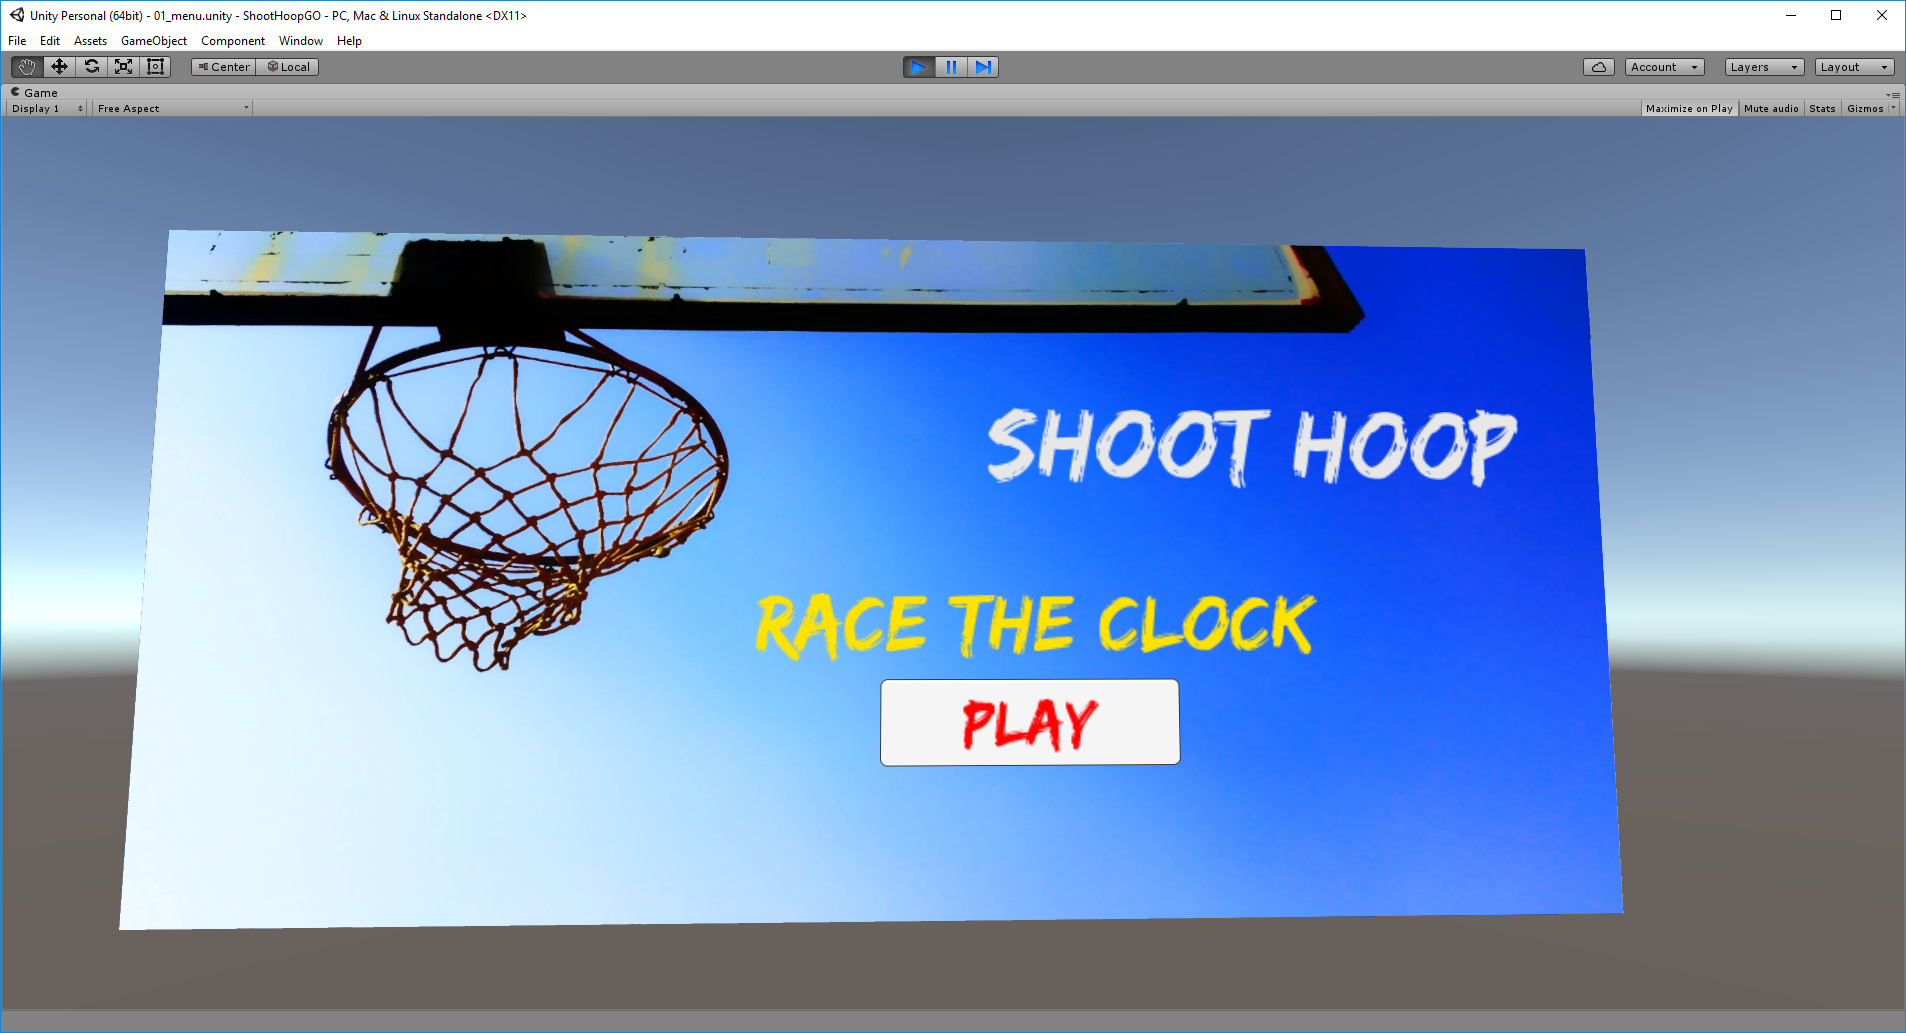 Unity Personal (64bit) - 01_menu.unity - ShootHoopGO - PC, Mac & Linux Standalone <DX11>
File Edit Assets GameObject Component Window Help
Center Local Account Layers Layout
Game
Display 1 Free Aspect Maximize on Play Mute audio Stats Gizmos
SHOOT HOOP
RACE THE CLOCK
PLAY